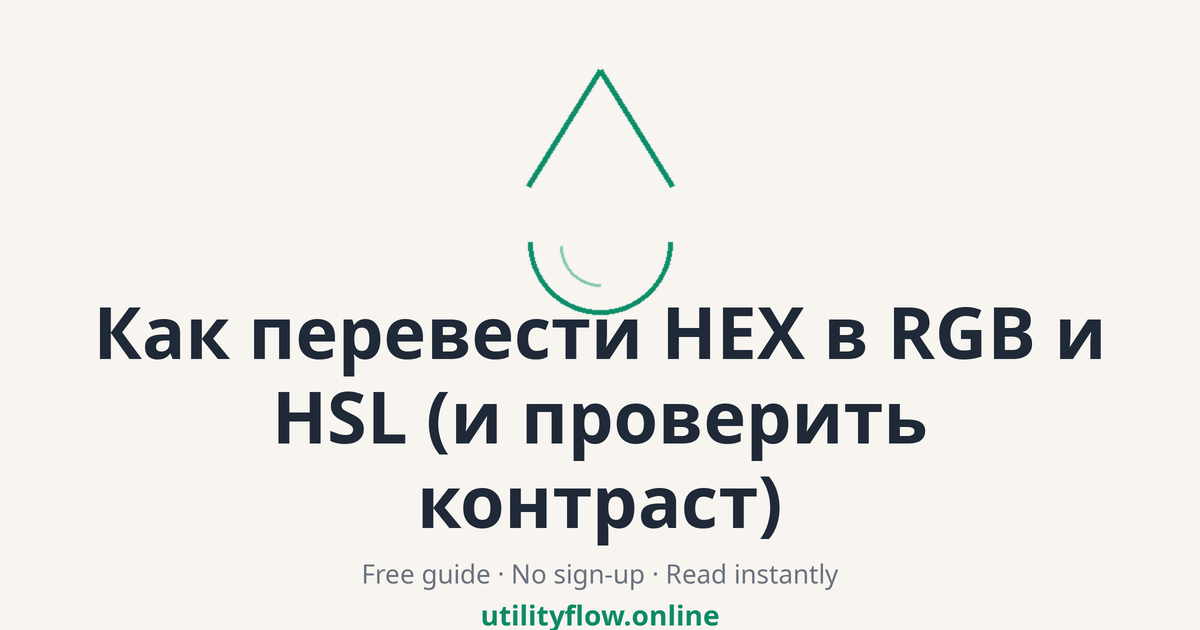 Как перевести HEX в RGB и
HSL (и проверить
контраст)
Free guide · No sign-up · Read instantly
utilityflow.online